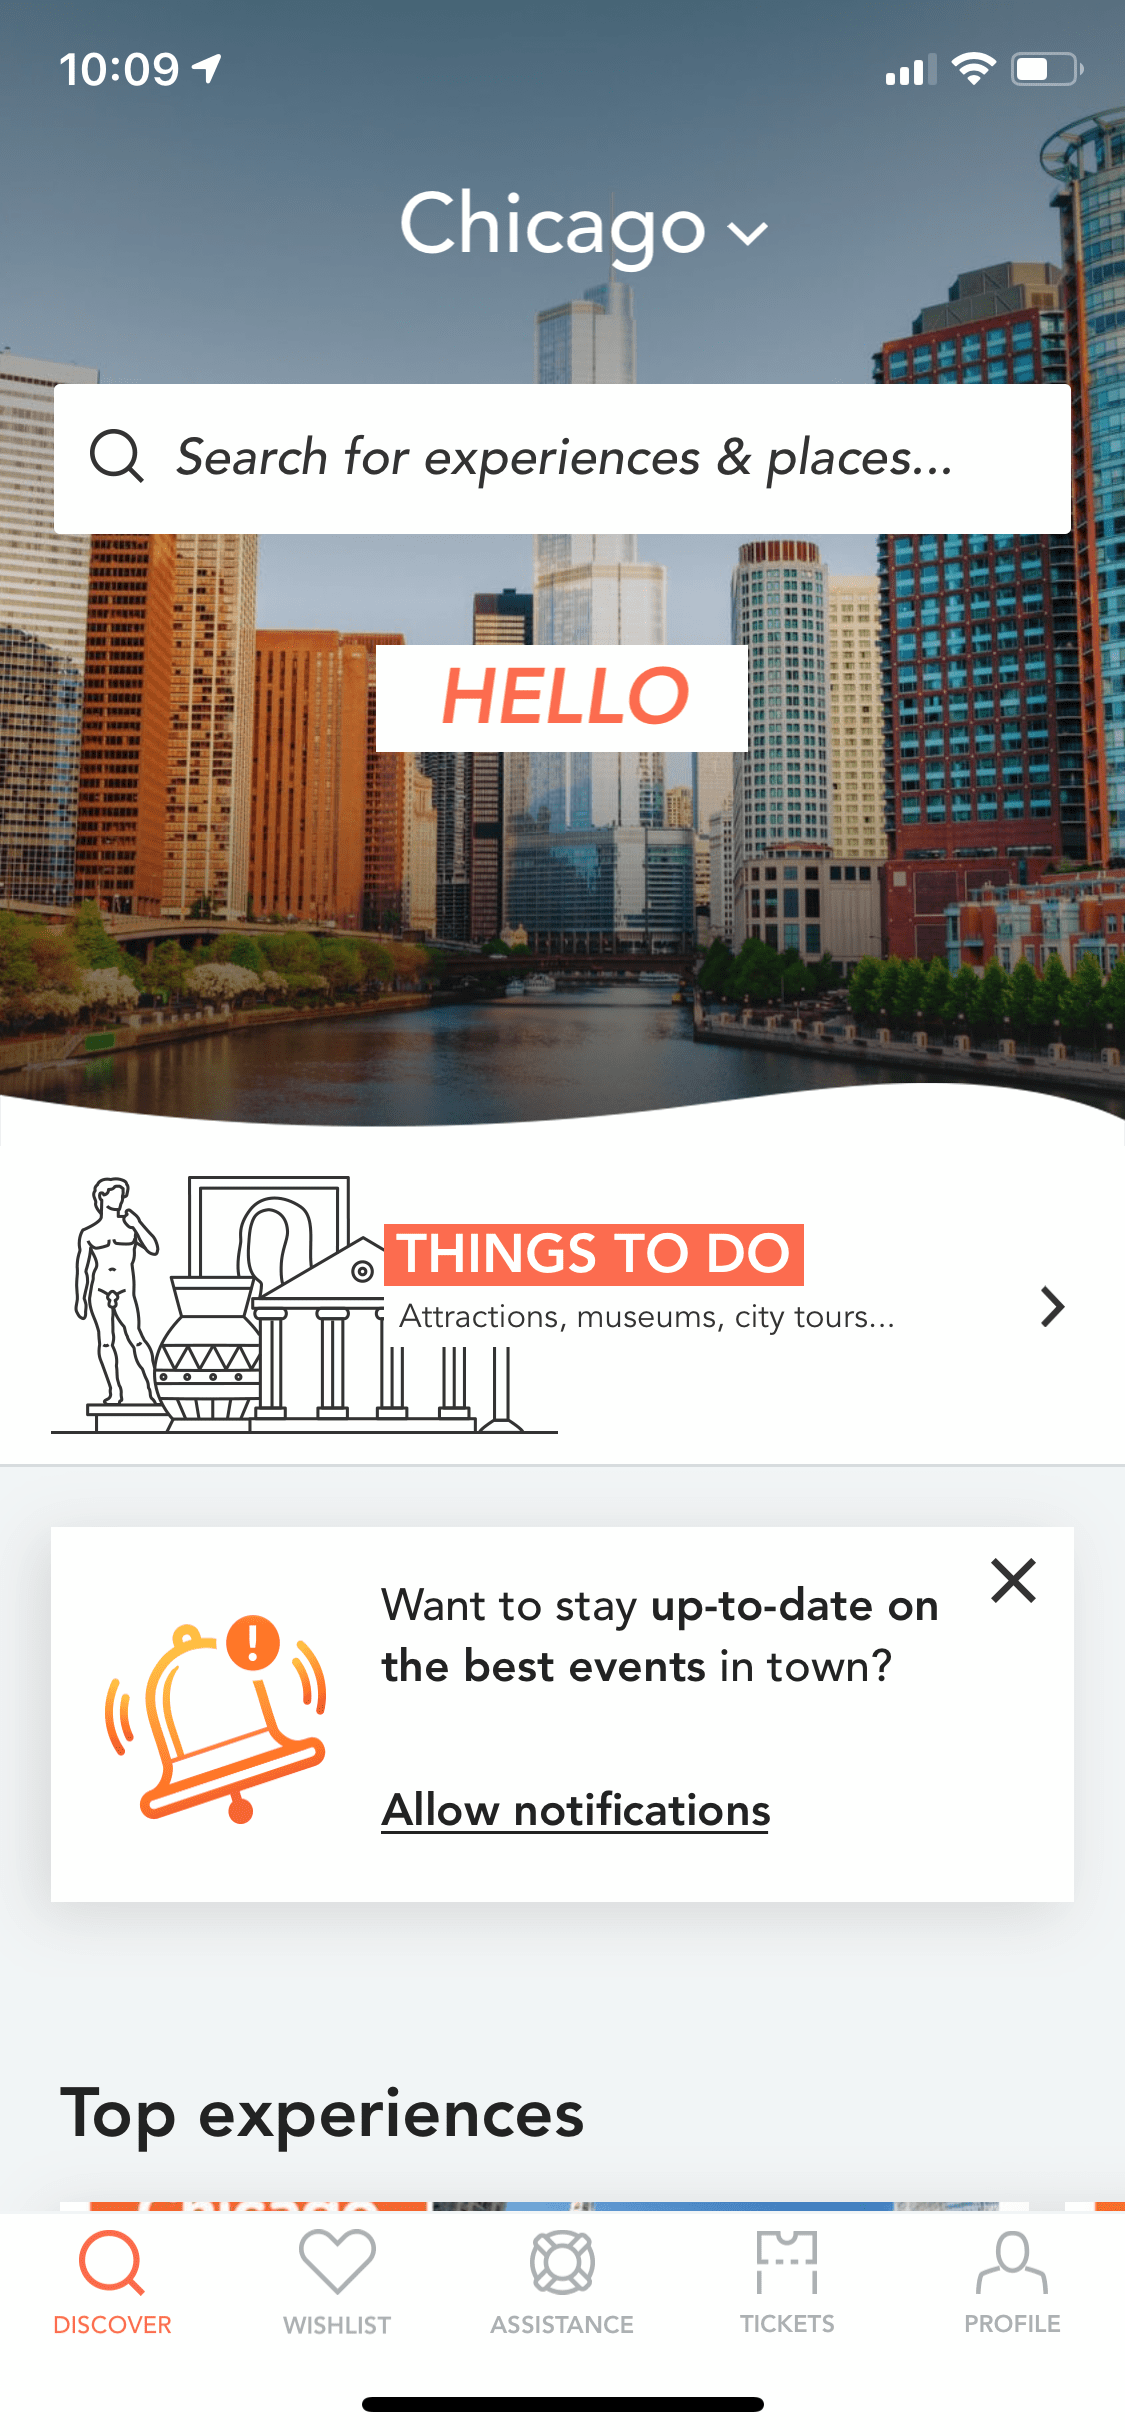 10:09
Chicago
Search for experiences & places...
HELLO
THINGS TO DO
Attractions, museums, city tours...
Want to stay up-to-date on
the best events in town?
Allow notifications
Top experiences
Chicago
DISCOVER
WISHLIST
ASSISTANCE
TICKETS
PROFILE